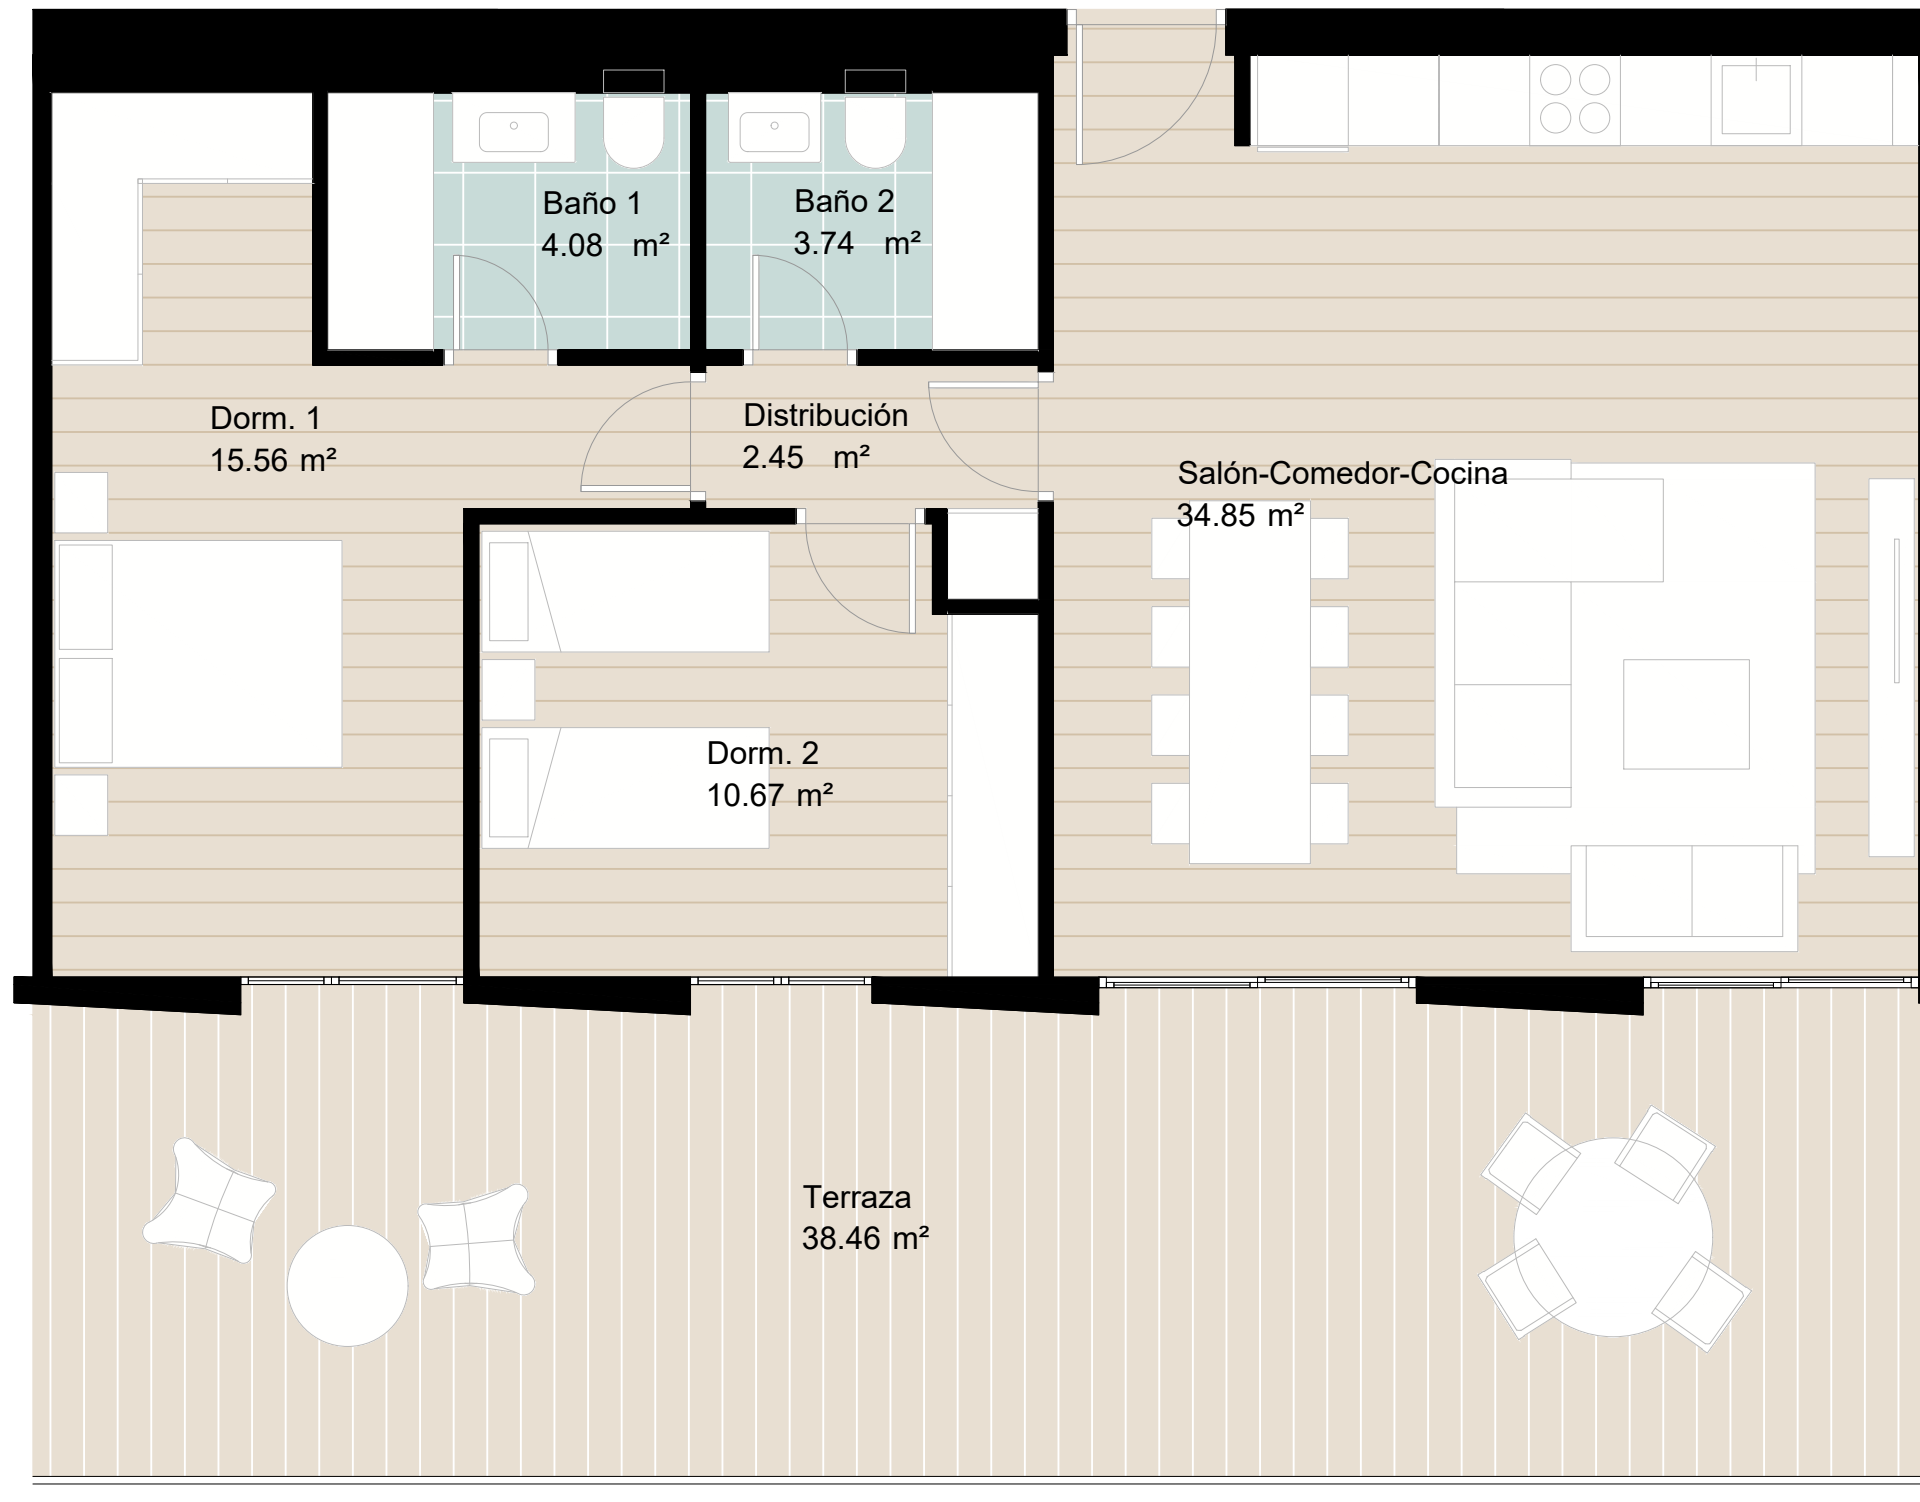 Baño 1
4.08 m²
Baño 2
3.74 m²
Dorm. 1
15.56 m²
Distribución
2.45 m²
Salón-Comedor-Cocina
34.85 m²
Dorm. 2
10.67 m²
Terraza
38.46 m²